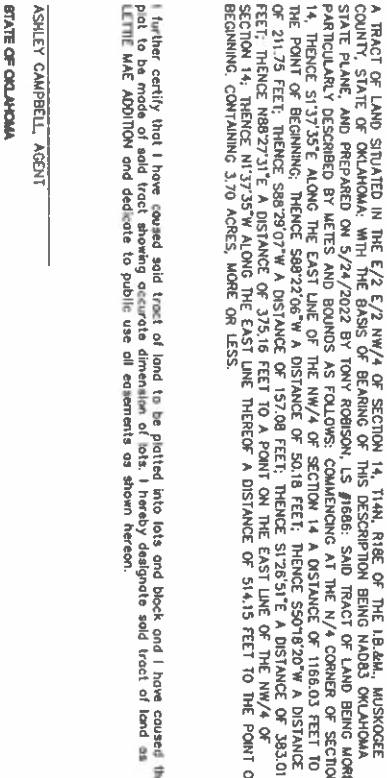 A TRACT OF LAND SITUATED IN THE E/2 E/2 NW/4 OF SECTION 14, T14N, R18E OF THE I.B.&M., MUSKOGEE
COUNTY, STATE OF OKLAHOMA: WITH THE BASIS OF BEARING OF THIS DESCRIPTION BEING NAD83 OKLAHOMA
STATE PLANE, AND PREPARED ON 5/24/2022 BY TONY ROBISON, LS #1686: SAID TRACT OF LAND BEING MORE
PARTICULARLY DESCRIBED BY METES AND BOUNDS AS FOLLOWS: COMMENCING AT THE N/4 CORNER OF SECTION
14, THENCE S1°37'35"E ALONG THE EAST LINE OF THE NW/4 OF SECTION 14 A DISTANCE OF 1166.03 FEET TO
THE POINT OF BEGINNING; THENCE S88°22'06"W A DISTANCE OF 50.18 FEET; THENCE S50°18'20"W A DISTANCE
OF 211.75 FEET; THENCE S88°29'07"W A DISTANCE OF 157.08 FEET; THENCE S1°26'51"E A DISTANCE OF 383.01
FEET; THENCE N88°27'31"E A DISTANCE OF 375.16 FEET TO A POINT ON THE EAST LINE OF THE NW/4 OF
SECTION 14; THENCE N1°37'35"W ALONG THE EAST LINE THEREOF A DISTANCE OF 514.15 FEET TO THE POINT O
BEGINNING. CONTAINING 3.70 ACRES, MORE OR LESS.
I further certify that I have caused said tract of land to be platted into lots and block and I have caused th
plat to be made of said tract showing accurate dimension of lots. I hereby designate said tract of land as
LETTIE MAE ADDITION and dedicate to public use all easements as shown hereon.
ASHLEY CAMPBELL, AGENT
STATE OF OKLAHOMA